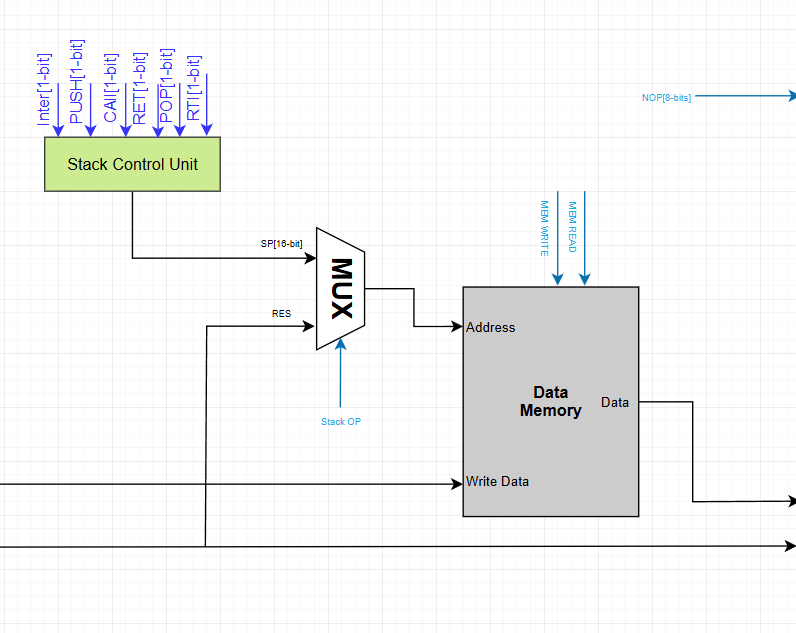 Inter[1-bit]
PUSH[1-bit]
CAll[1-bit]
RET[1-bit]
POP[1-bit]
RTI[1-bit]
Stack Control Unit
NOP[8-bits]
SP[16-bit]
MUX
RES
Stack OP
MEM WRITE
MEM READ
Address
Data
Memory
Data
Write Data